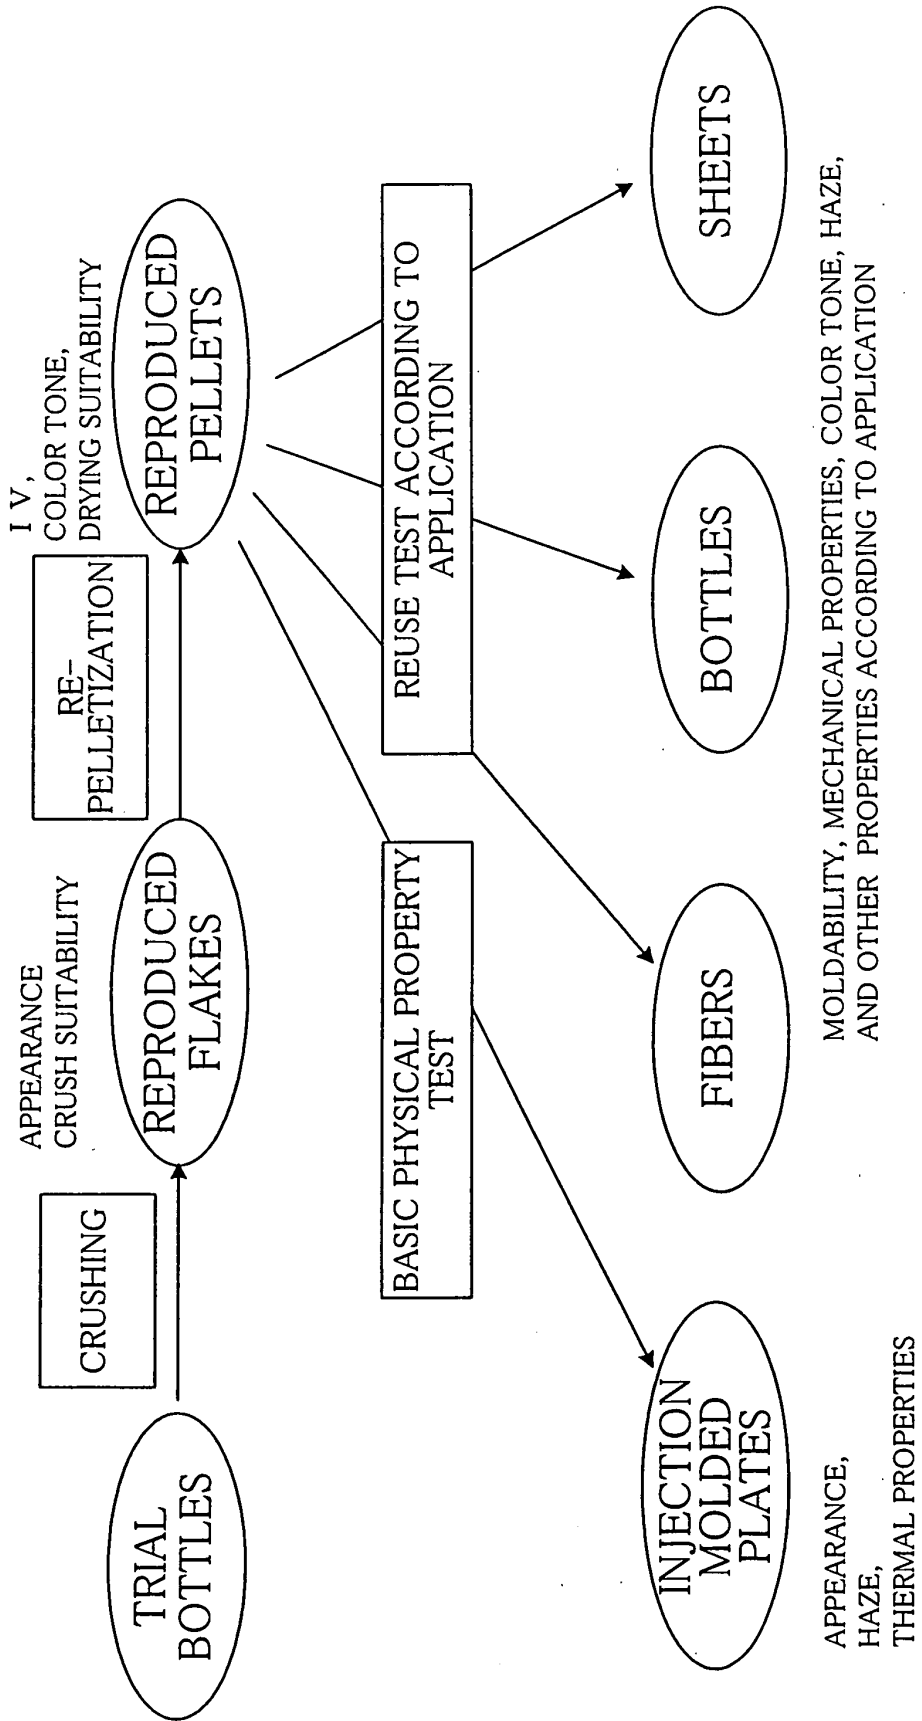 TRIAL
BOTTLES
CRUSHING
APPEARANCE
CRUSH SUITABILITY
REPRODUCED
FLAKES
RE-
PELLETIZATION
I V,
COLOR TONE,
DRYING SUITABILITY
REPRODUCED
PELLETS
BASIC PHYSICAL PROPERTY
TEST
REUSE TEST ACCORDING TO
APPLICATION
INJECTION
MOLDED
PLATES
FIBERS
BOTTLES
SHEETS
APPEARANCE,
HAZE,
THERMAL PROPERTIES
MOLDABILITY, MECHANICAL PROPERTIES, COLOR TONE, HAZE,
AND OTHER PROPERTIES ACCORDING TO APPLICATION